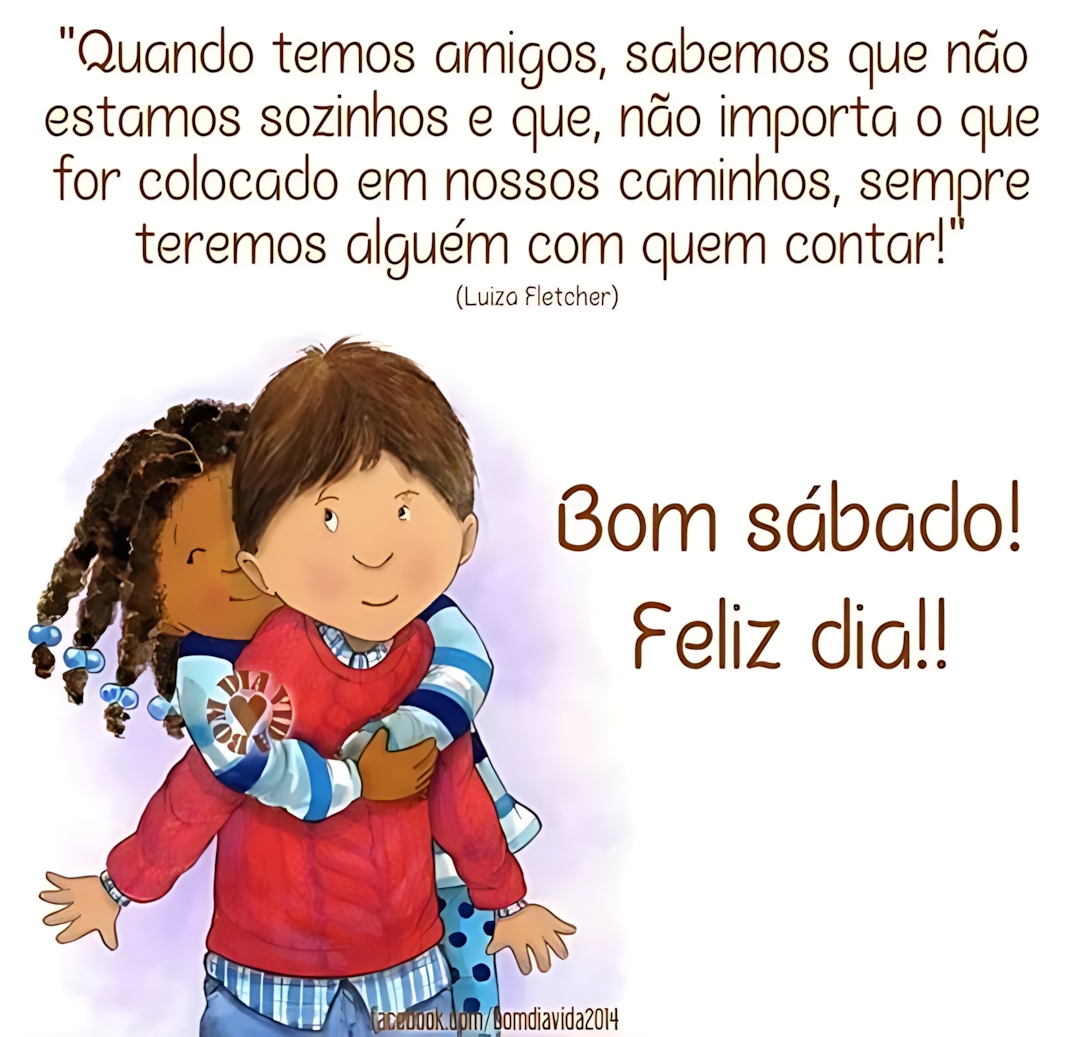 "Quando temos amigos, sabemos que não
estamos sozinhos e que, não importa o que
for colocado em nossos caminhos, sempre
teremos alguém com quem contar!"
(Luiza Fletcher)
Bom sábado!
Feliz dia!!
BOM DIA VIDA
facebook.com/bomdiavida2014